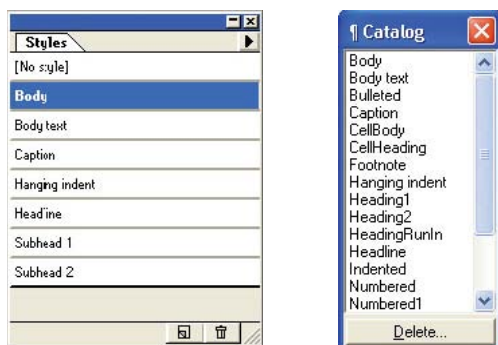 Styles
[No style]
Body
Body text
Caption
Hanging indent
Headline
Subhead 1
Subhead 2
¶ Catalog
Body
Body text
Bulleted
Caption
CellBody
CellHeading
Footnote
Hanging indent
Heading1
Heading2
HeadingRunIn
Headline
Indented
Numbered
Numbered1
Delete...